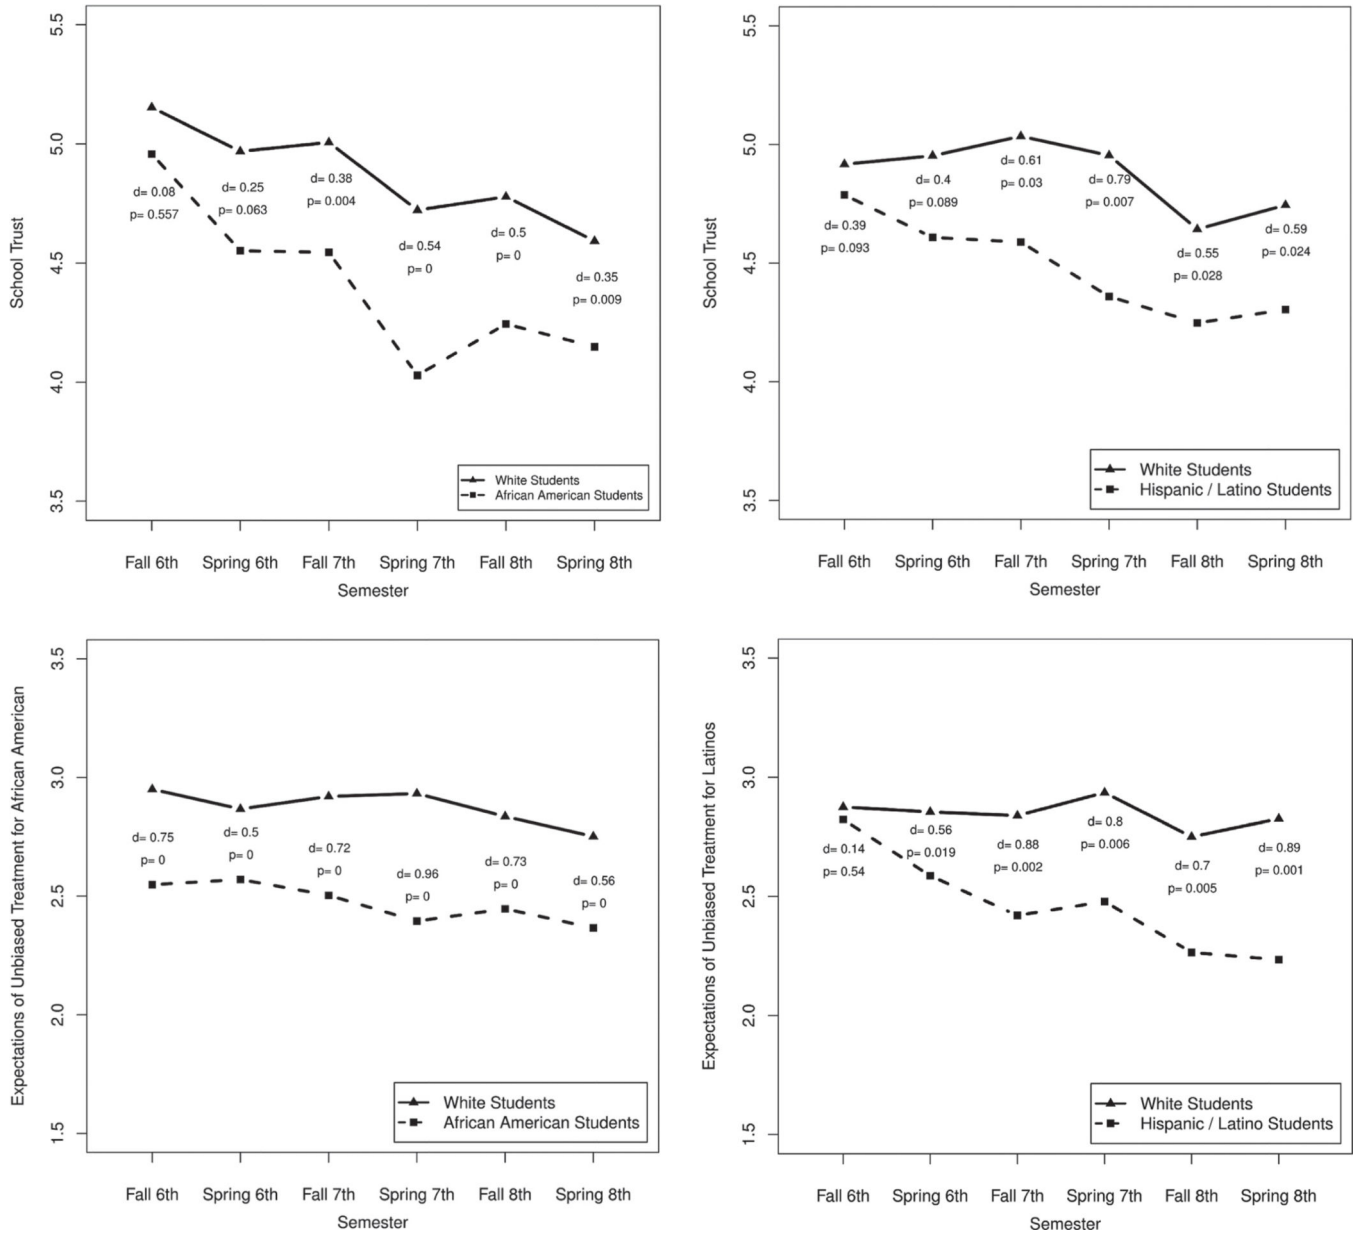 School Trust
5.5
5.0
4.5
4.0
3.5
d= 0.08
p= 0.557
d= 0.25
p= 0.063
d= 0.38
p= 0.004
d= 0.54
p= 0
d= 0.5
p= 0
d= 0.35
p= 0.009
White Students
African American Students
Fall 6th Spring 6th Fall 7th Spring 7th Fall 8th Spring 8th
Semester
School Trust
5.5
5.0
4.5
4.0
3.5
d= 0.39
p= 0.093
d= 0.4
p= 0.089
d= 0.61
p= 0.03
d= 0.79
p= 0.007
d= 0.55
p= 0.028
d= 0.59
p= 0.024
White Students
Hispanic / Latino Students
Fall 6th Spring 6th Fall 7th Spring 7th Fall 8th Spring 8th
Semester
Expectations of Unbiased Treatment for African American
3.5
3.0
2.5
2.0
1.5
d= 0.75
p= 0
d= 0.5
p= 0
d= 0.72
p= 0
d= 0.96
p= 0
d= 0.73
p= 0
d= 0.56
p= 0
White Students
African American Students
Fall 6th Spring 6th Fall 7th Spring 7th Fall 8th Spring 8th
Semester
Expectations of Unbiased Treatment for Latinos
3.5
3.0
2.5
2.0
1.5
d= 0.14
p= 0.54
d= 0.56
p= 0.019
d= 0.88
p= 0.002
d= 0.8
p= 0.006
d= 0.7
p= 0.005
d= 0.89
p= 0.001
White Students
Hispanic / Latino Students
Fall 6th Spring 6th Fall 7th Spring 7th Fall 8th Spring 8th
Semester